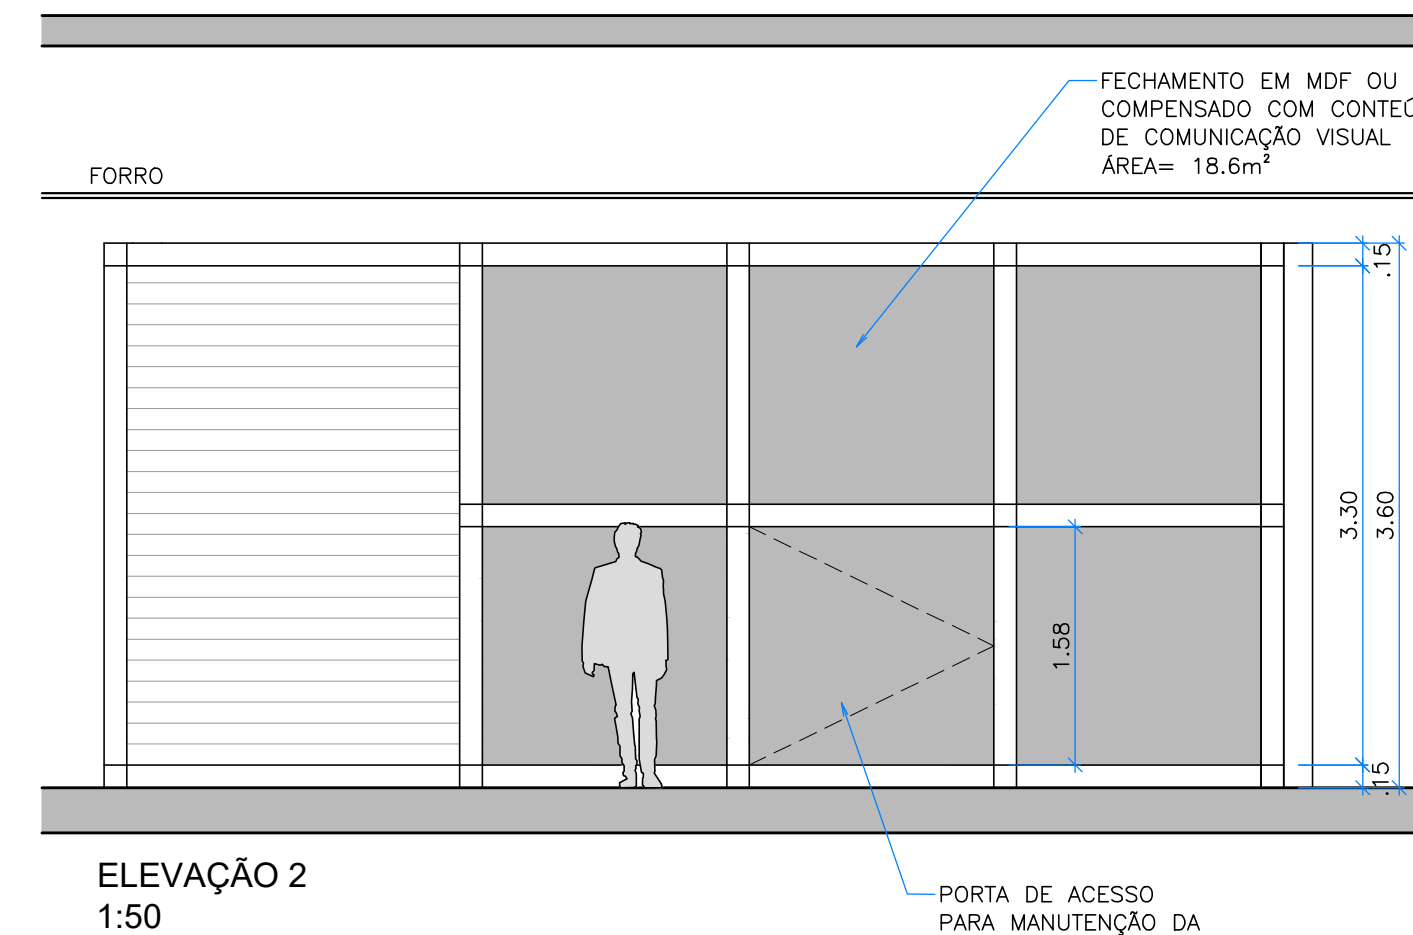 FECHAMENTO EM MDF OU
COMPENSADO COM CONTEÚ
DE COMUNICAÇÃO VISUAL
ÁREA= 18.6m²
FORRO
.15
3.30
3.60
1.58
.15
ELEVAÇÃO 2
1:50
PORTA DE ACESSO
PARA MANUTENÇÃO DA